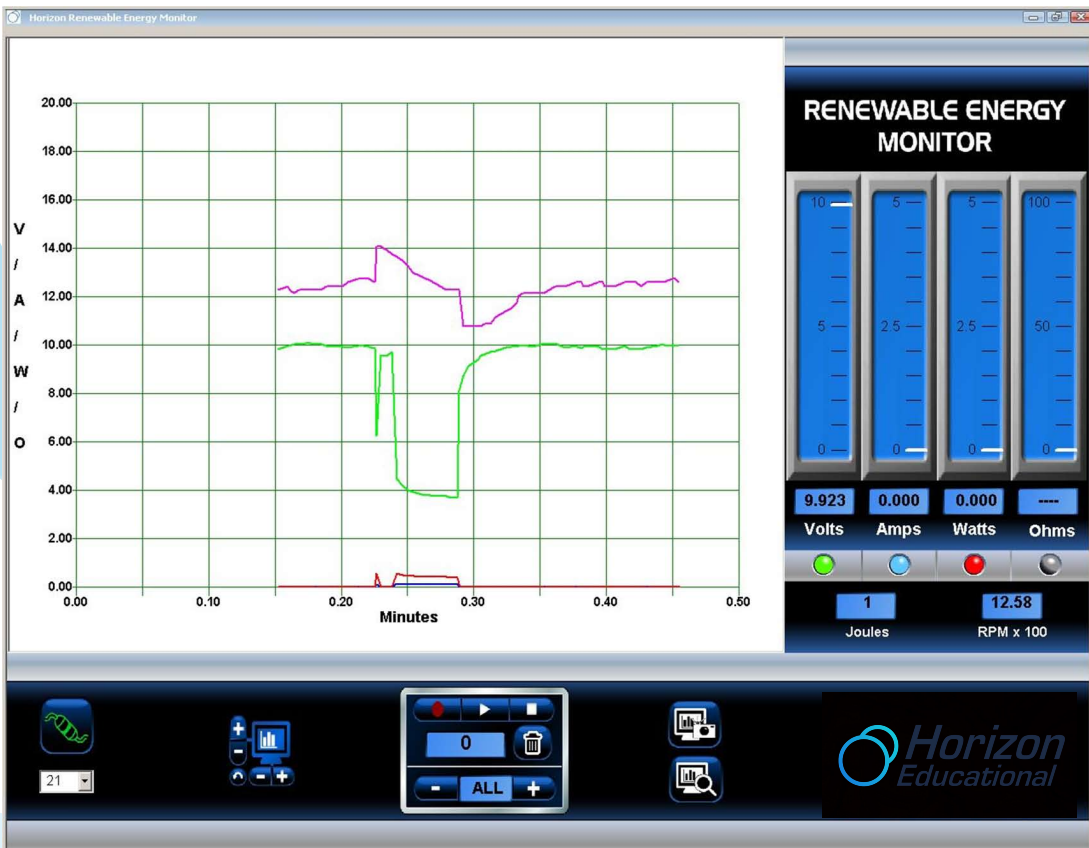 Horizon Renewable Energy Monitor
20.00
18.00
16.00
14.00
12.00
10.00
8.00
6.00
4.00
2.00
0.00
V
/
A
/
W
/
O
0.00 0.10 0.20 0.30 0.40 0.50
Minutes
RENEWABLE ENERGY
MONITOR
10 5 5 100
5 2.5 2.5 50
0 0 0 0
9.923 0.000 0.000 ----
Volts Amps Watts Ohms
1 12.58
Joules RPM x 100
21
0
- ALL +
Horizon
Educational